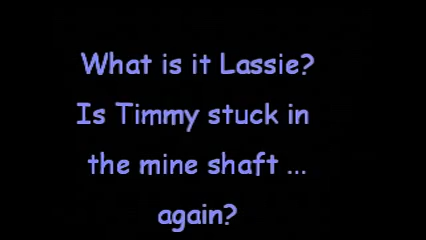 What is it Lassie?
Is Timmy stuck in
the mine shaft ...
again?